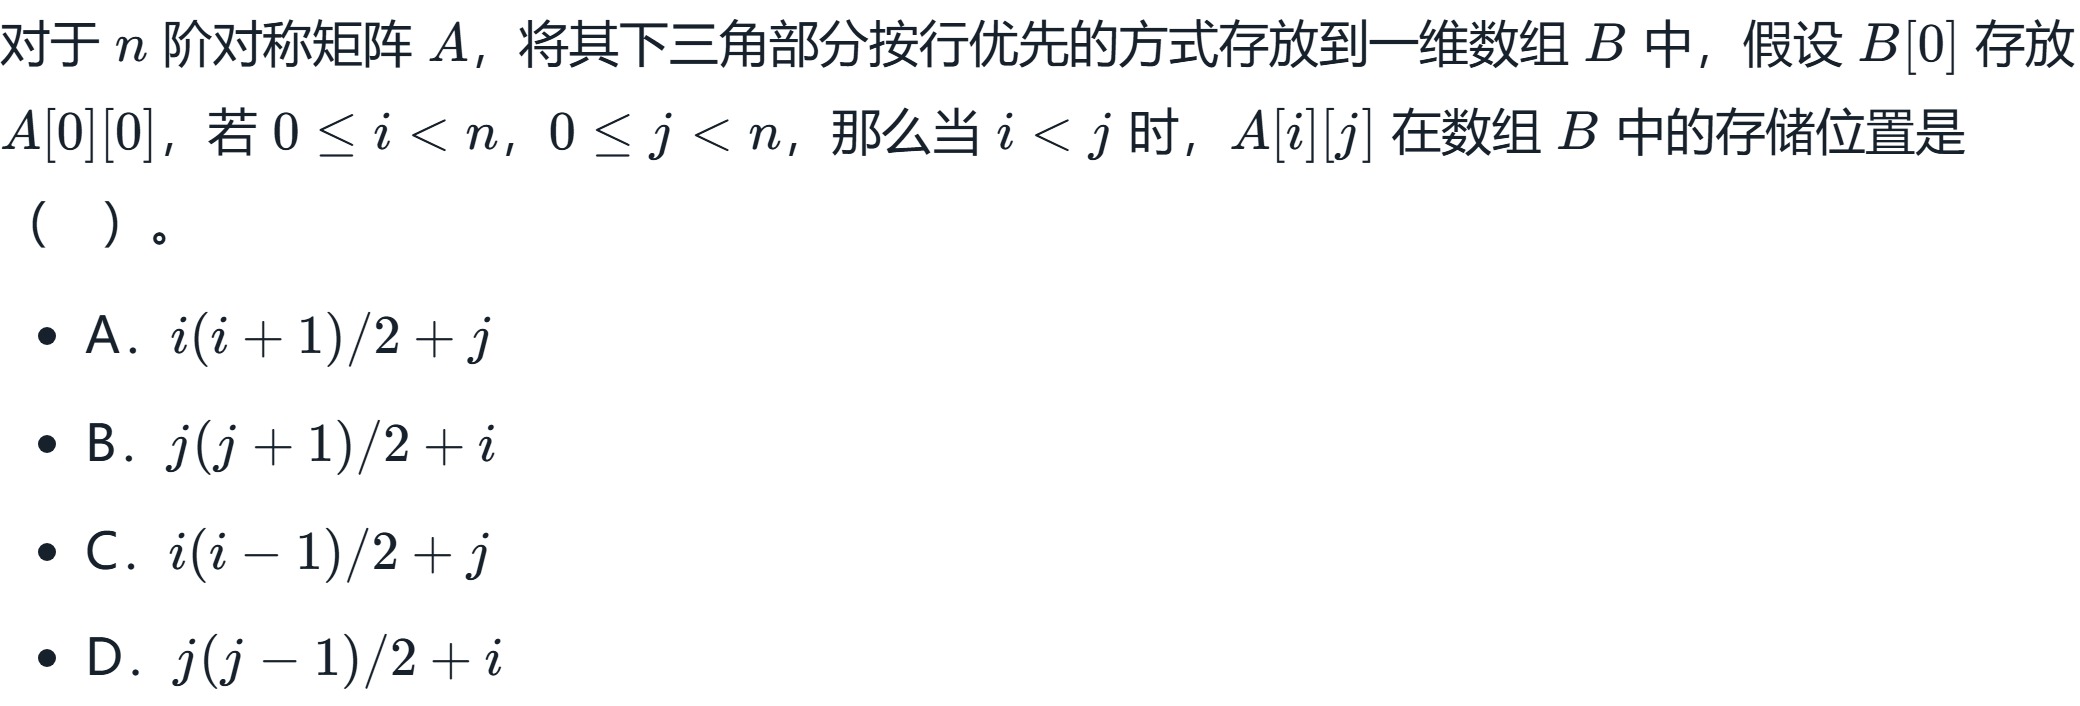 对于 n 阶对称矩阵 A，将其下三角部分按行优先的方式存放到一维数组 B 中，假设 B[0] 存放
A[0][0]，若 0 ≤ i < n，0 ≤ j < n，那么当 i < j 时，A[i][j] 在数组 B 中的存储位置是
（ ）。
• A. i(i + 1)/2 + j
• B. j(j + 1)/2 + i
• C. i(i − 1)/2 + j
• D. j(j − 1)/2 + i